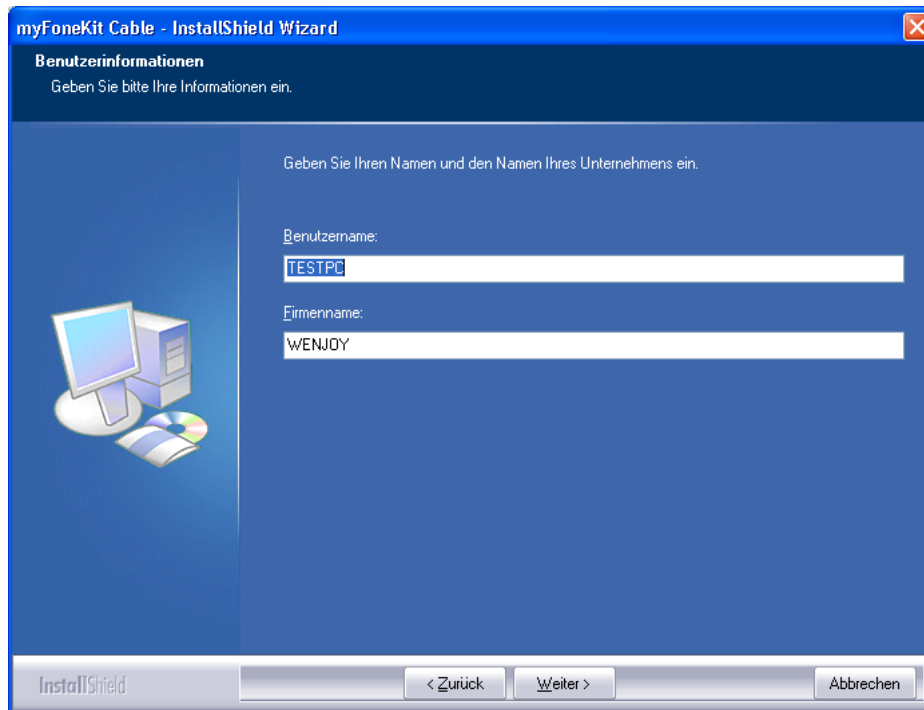 myFoneKit Cable - InstallShield Wizard
Benutzerinformationen
Geben Sie bitte Ihre Informationen ein.
Geben Sie Ihren Namen und den Namen Ihres Unternehmens ein.
Benutzername:
TESTPC
Firmenname:
WENJOY
InstallShield
< Zurück
Weiter >
Abbrechen